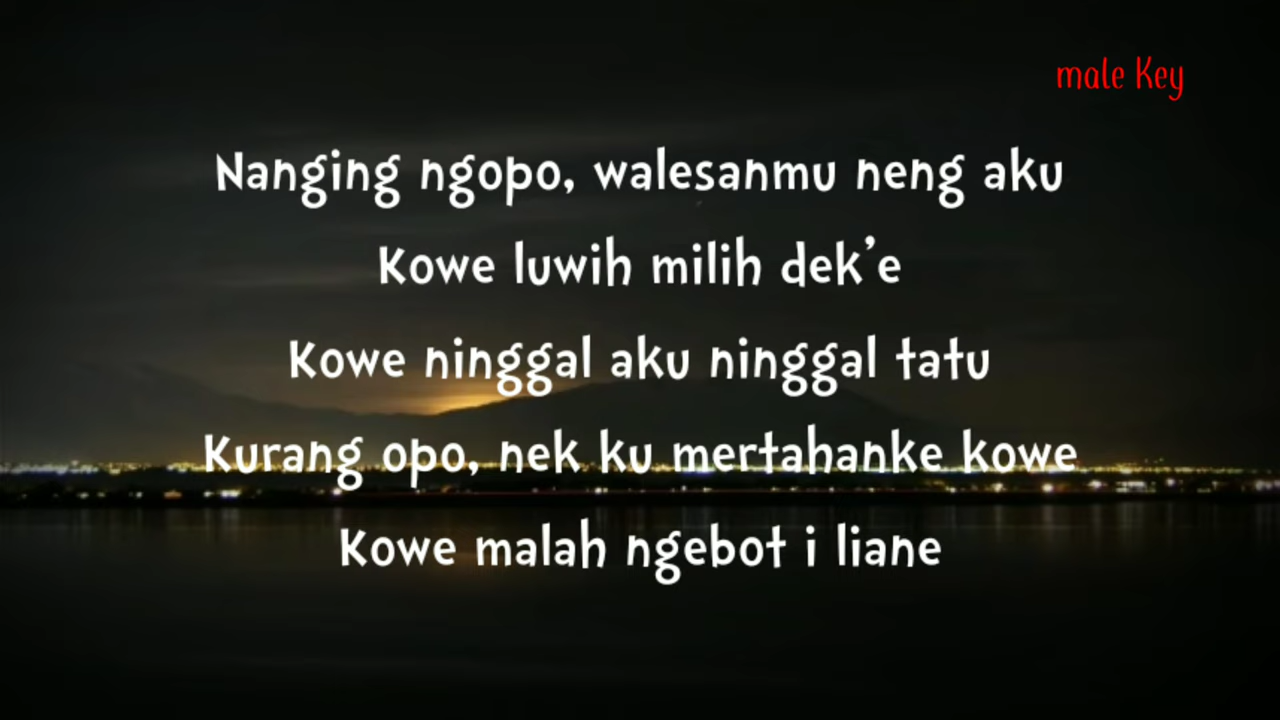 male Key
Nanging ngopo, walesanmu neng aku
Kowe luwih milih dek'e
Kowe ninggal aku ninggal tatu
Kurang opo, nek ku mertahanke kowe
Kowe malah ngebot i liane